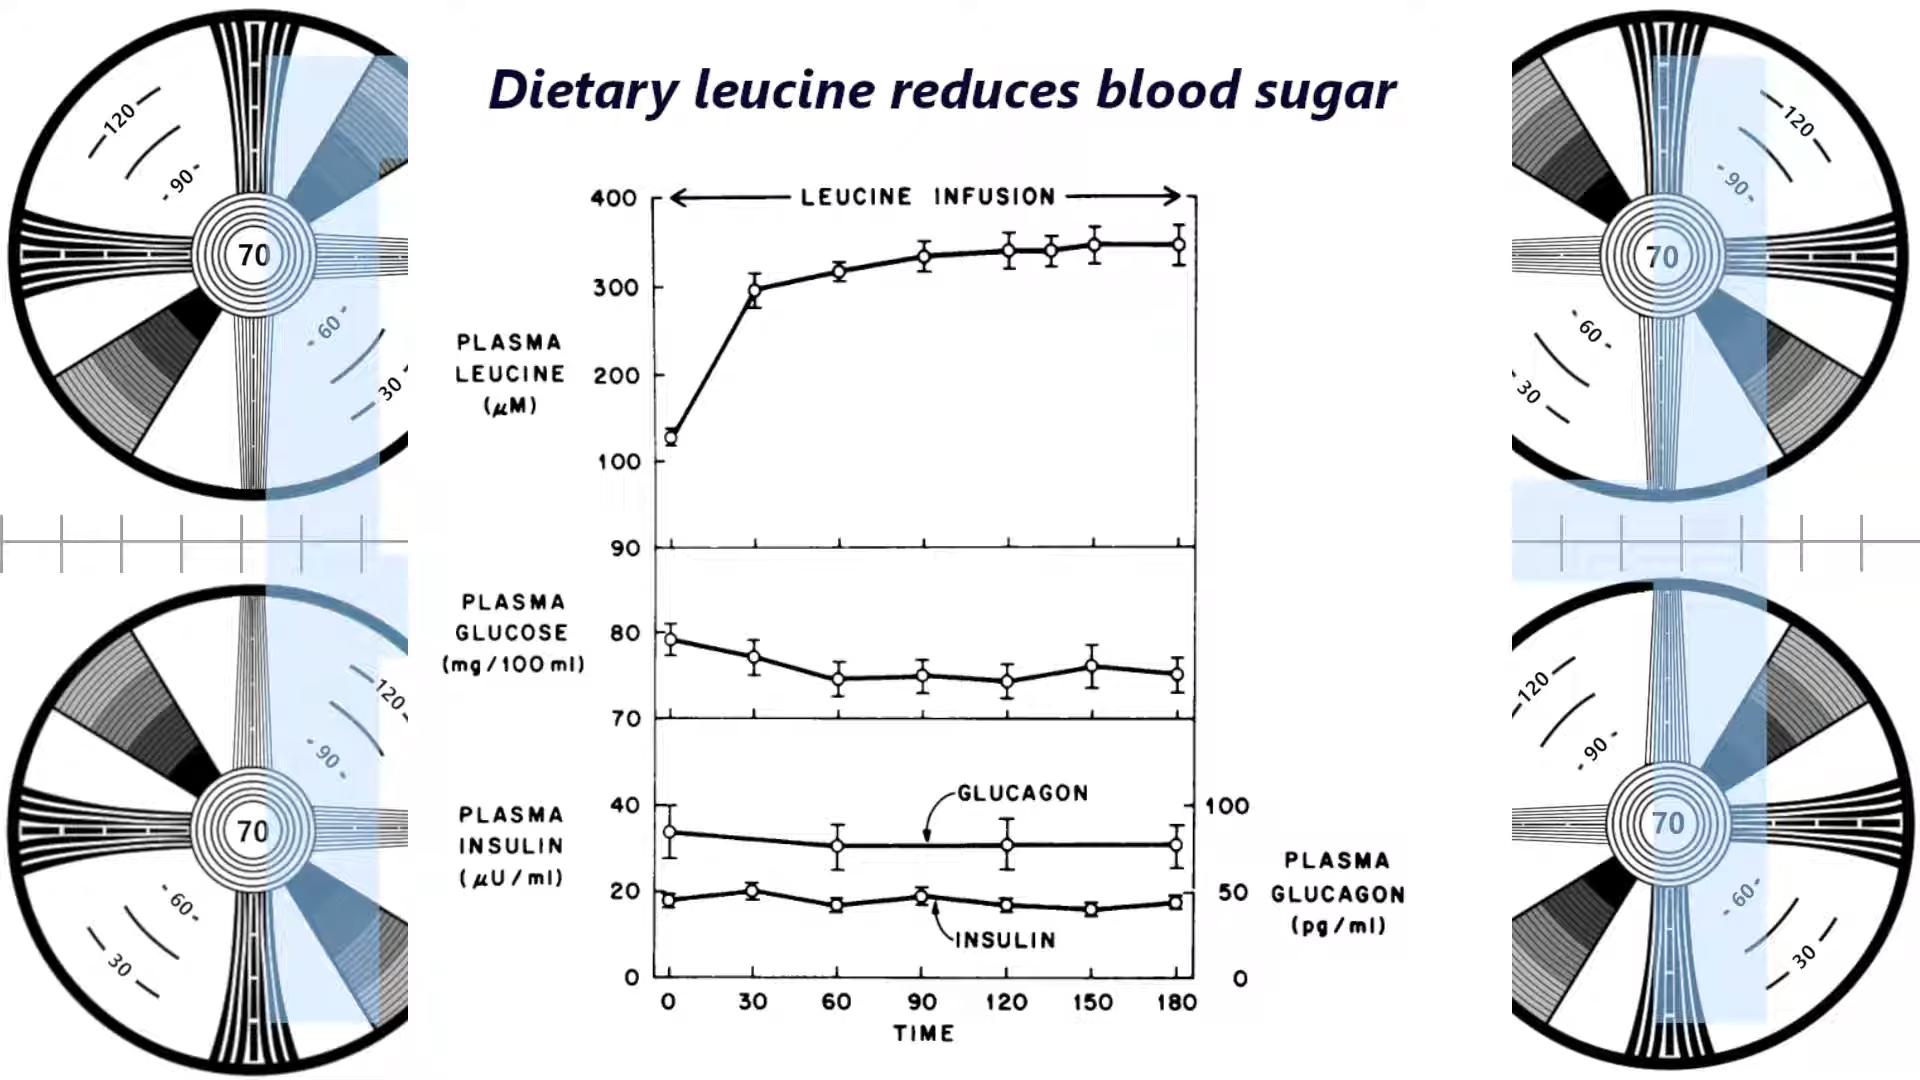 Dietary leucine reduces blood sugar
400
LEUCINE INFUSION
300
200
100
PLASMA
LEUCINE
(μM)
90
80
70
PLASMA
GLUCOSE
(mg/100 ml)
40
20
0
PLASMA
INSULIN
(μU/ml)
GLUCAGON
INSULIN
100
50
0
PLASMA
GLUCAGON
(pg/ml)
0 30 60 90 120 150 180
TIME
120
- 90 -
70
- 60 -
30
120
- 90 -
70
- 60 -
30
120
- 90 -
70
- 60 -
30
120
- 90 -
70
- 60 -
30